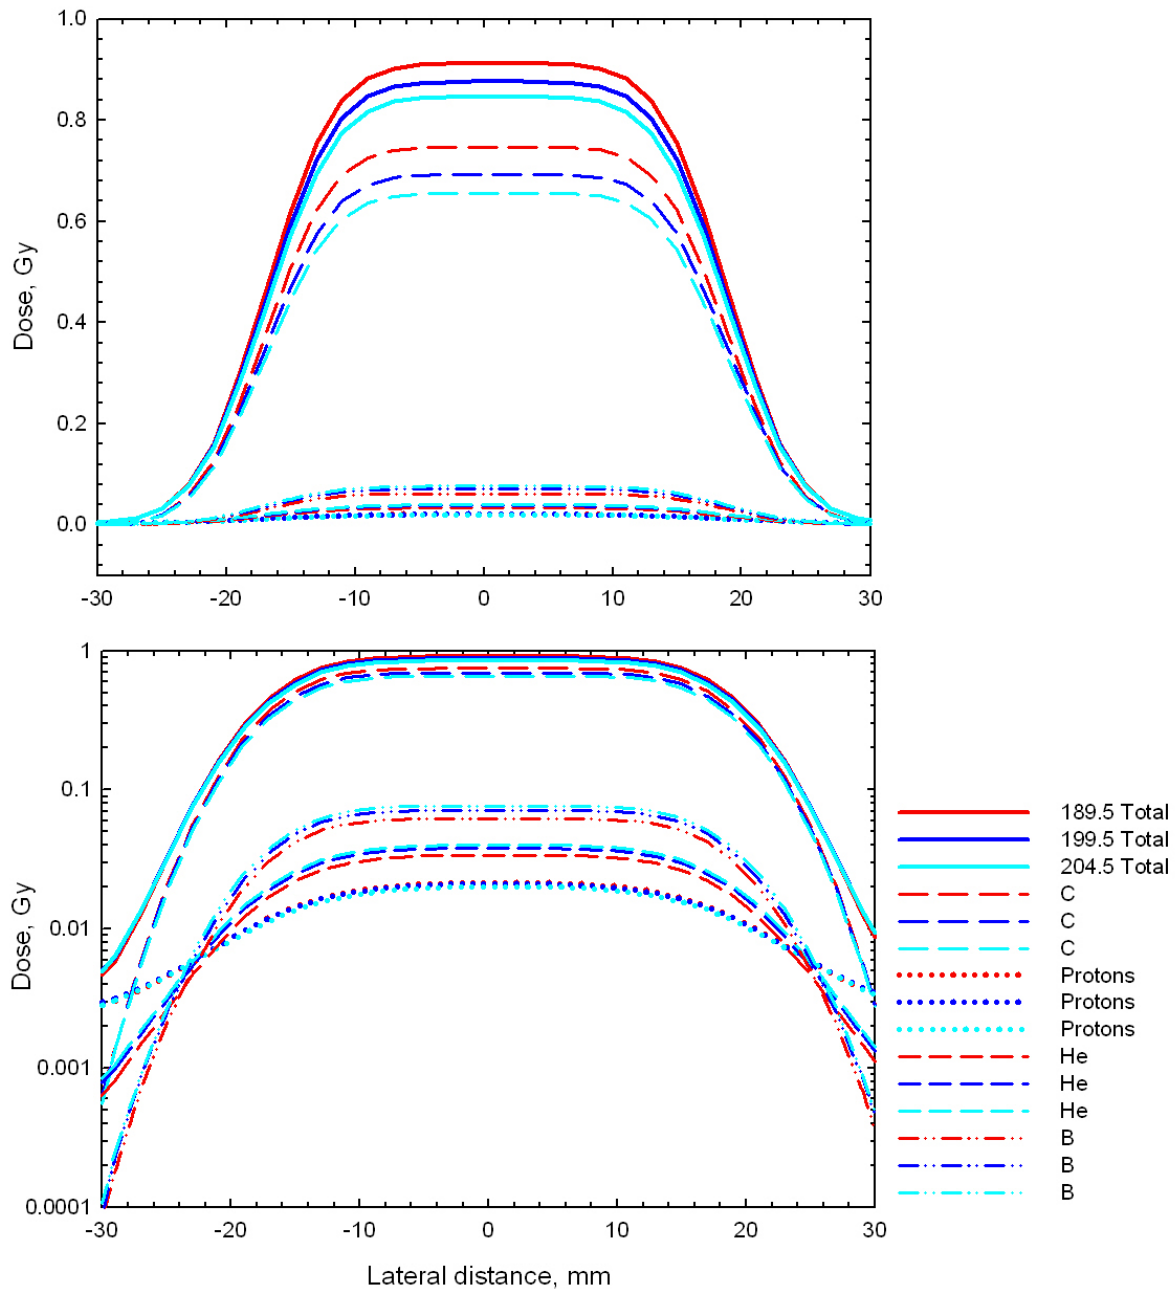 1.0
0.8
0.6
0.4
0.2
0.0
Dose, Gy
-30 -20 -10 0 10 20 30
1
0.1
0.01
0.001
0.0001
Dose, Gy
-30 -20 -10 0 10 20 30
Lateral distance, mm
189.5 Total
199.5 Total
204.5 Total
C
C
C
Protons
Protons
Protons
He
He
He
B
B
B